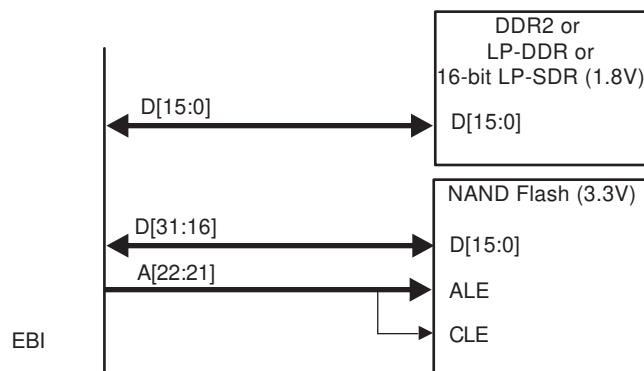 DDR2 or
LP-DDR or
16-bit LP-SDR (1.8V)
D[15:0]
D[15:0]
NAND Flash (3.3V)
D[31:16]
D[15:0]
A[22:21]
ALE
CLE
EBI